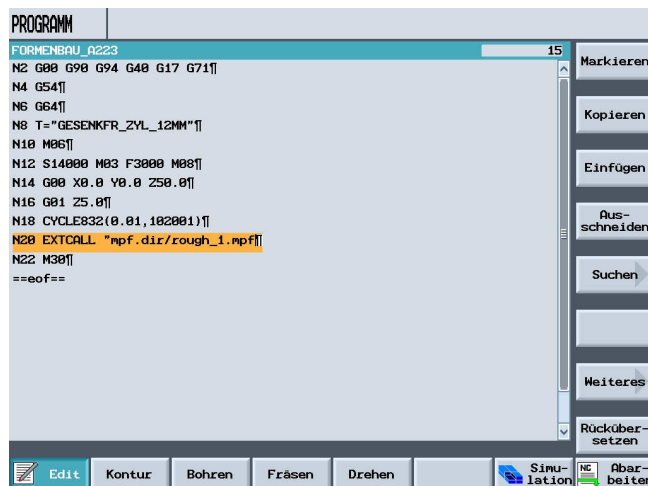 PROGRAMM
FORMENBAU_A223 15
N2 G00 G90 G94 G40 G17 G71¶
N4 G54¶
N6 G64¶
N8 T="GESENKFR_ZYL_12MM"¶
N10 M06¶
N12 S14000 M03 F3000 M08¶
N14 G00 X0.0 Y0.0 Z50.0¶
N16 G01 Z5.0¶
N18 CYCLE832(0.01,102001)¶
N20 EXTCALL "mpf.dir/rough_1.mpf¶
N22 M30¶
==eof==
Markieren
Kopieren
Einfügen
Aus-
schneiden
Suchen
Weiteres
Rücküber-
setzen
Edit
Kontur
Bohren
Fräsen
Drehen
Simu-
lation
NC Abar-
beiten